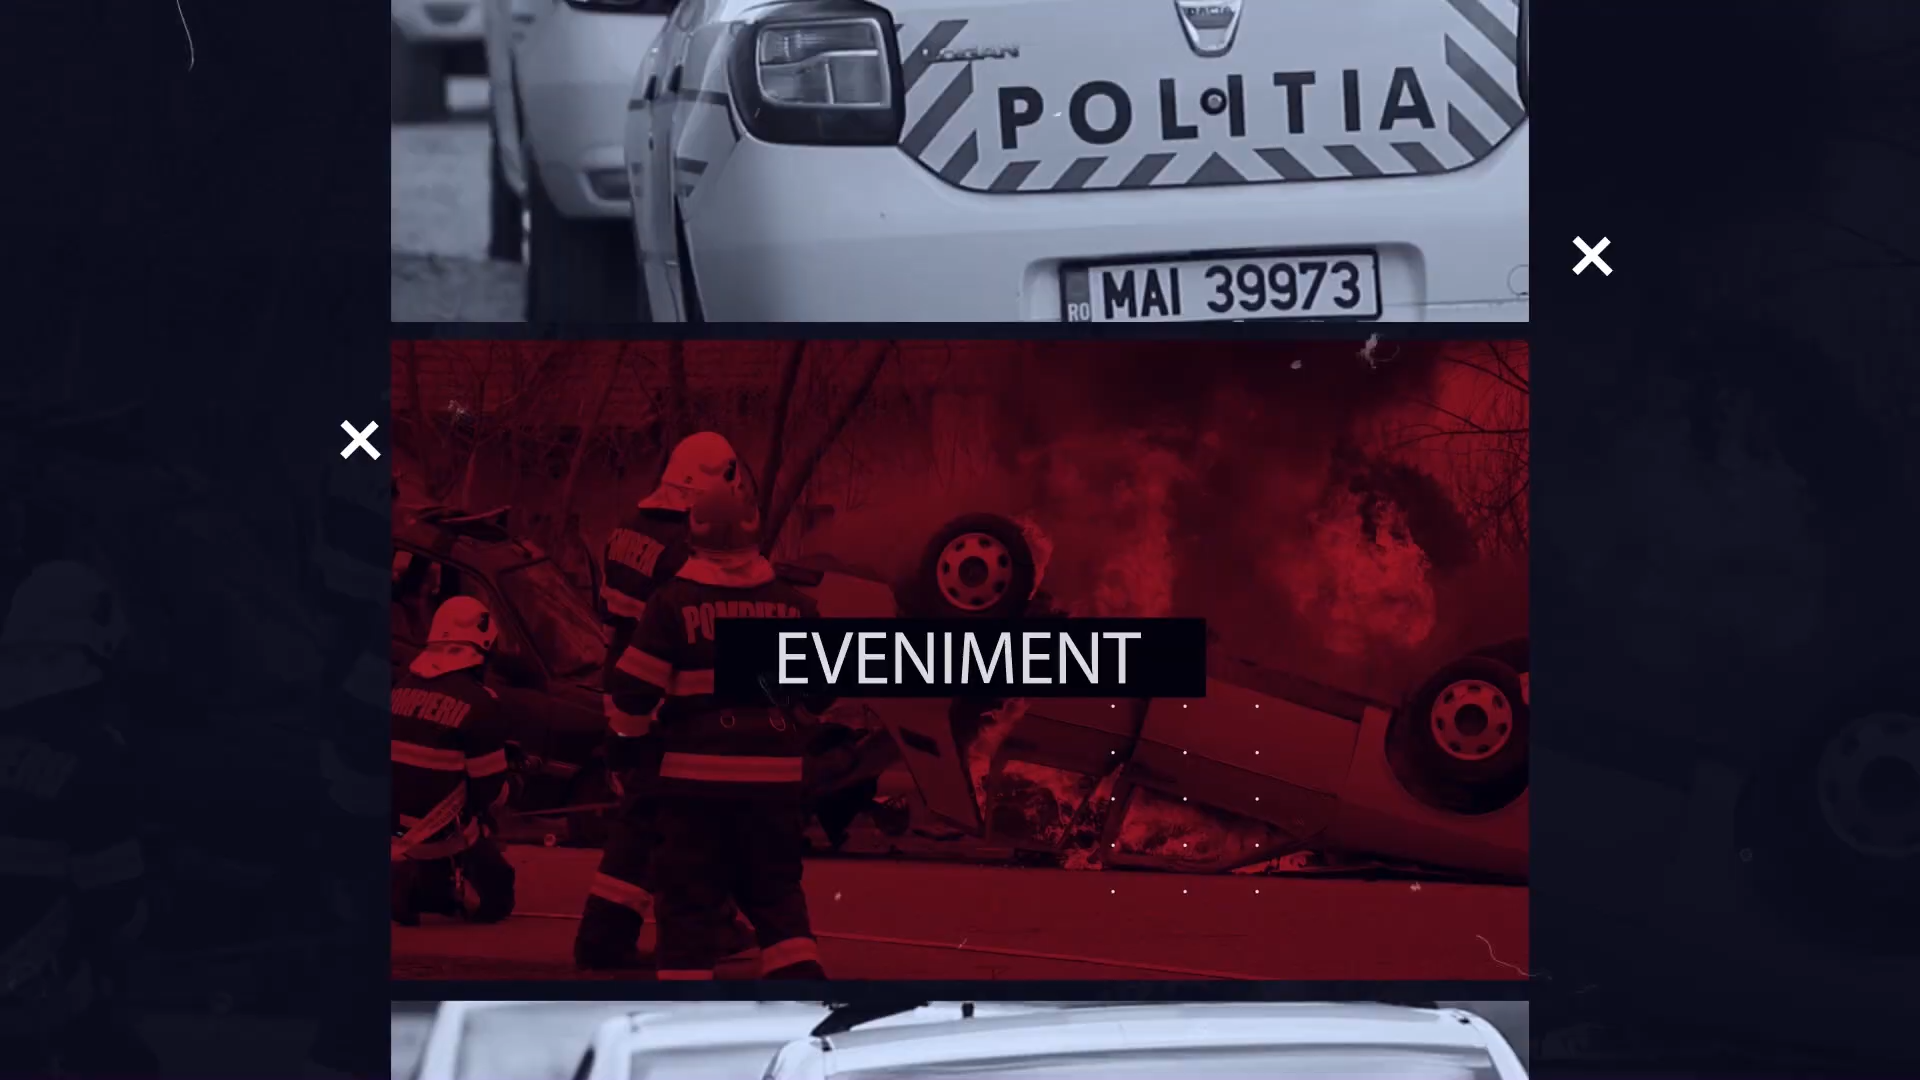 DACIA
LOGAN
POLITIA
RO MAI 39973
POMPIERII
EVENIMENT
POMPIERII